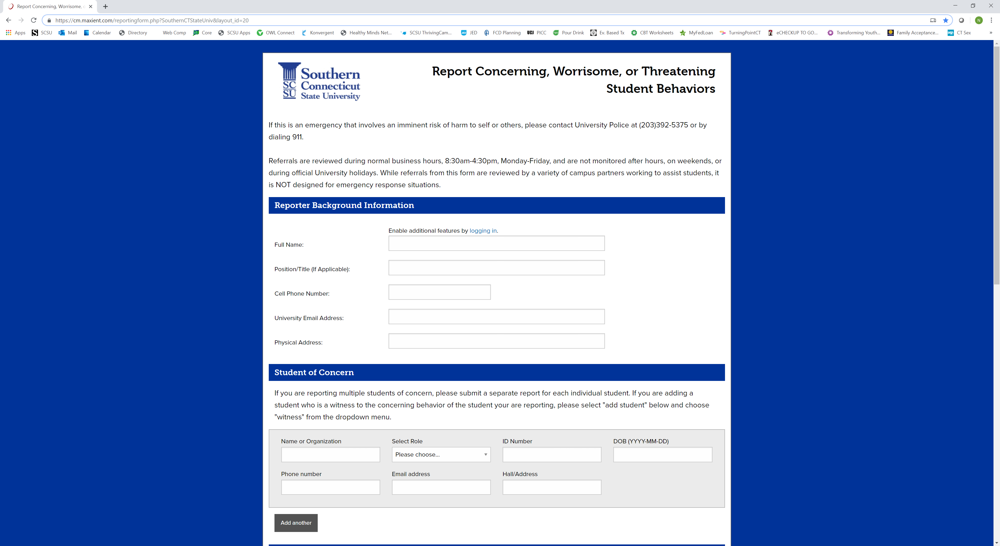 Report Concerning, Worrisome,
https://cm.maxient.com/reportingform.php?SouthernCTStateUniv&layout_id=20
N
Apps SCSU Mail Calendar Directory Web Comp Core SCSU Apps OWL Connect Konvergent Healthy Minds Net... SCSU ThrivingCam... JED JED FCD Planning UCJ PICC Pour Drink Ev. Based Tx CBT Worksheets MyFedLoan TurningPointCT eCHECKUP TO GO... Transforming Youth... Family Acceptance... CT Sex »
SC
SU
Southern
Connecticut
State University
Report Concerning, Worrisome, or Threatening
Student Behaviors
If this is an emergency that involves an imminent risk of harm to self or others, please contact University Police at (203)392-5375 or by
dialing 911.
Referrals are reviewed during normal business hours, 8:30am-4:30pm, Monday-Friday, and are not monitored after hours, on weekends, or
during official University holidays. While referrals from this form are reviewed by a variety of campus partners working to assist students, it
is NOT designed for emergency response situations.
Reporter Background Information
Enable additional features by logging in.
Full Name:
Position/Title (If Applicable):
Cell Phone Number:
University Email Address:
Physical Address:
Student of Concern
If you are reporting multiple students of concern, please submit a separate report for each individual student. If you are adding a
student who is a witness to the concerning behavior of the student your are reporting, please select "add student" below and choose
"witness" from the dropdown menu.
Name or Organization Select Role ID Number DOB (YYYY-MM-DD)
Please choose...
Phone number Email address Hall/Address
Add another